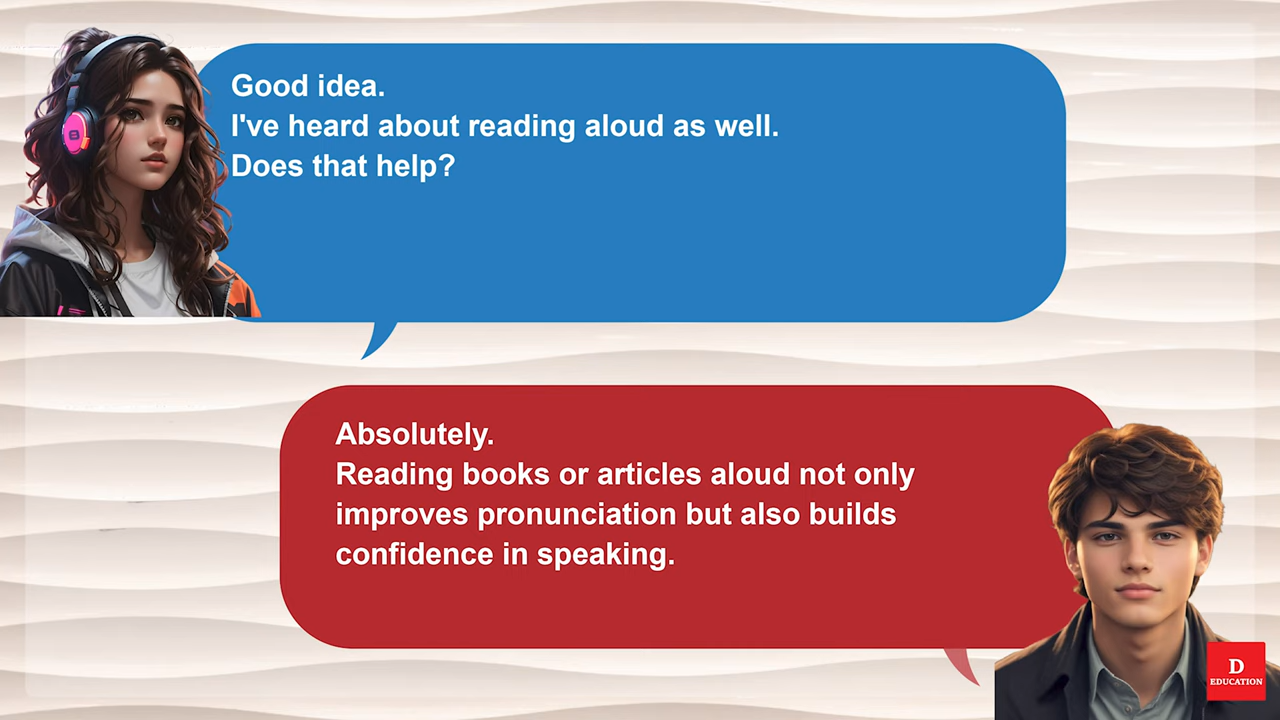 Good idea.
I've heard about reading aloud as well.
Does that help?
Absolutely.
Reading books or articles aloud not only
improves pronunciation but also builds
confidence in speaking.
D
EDUCATION